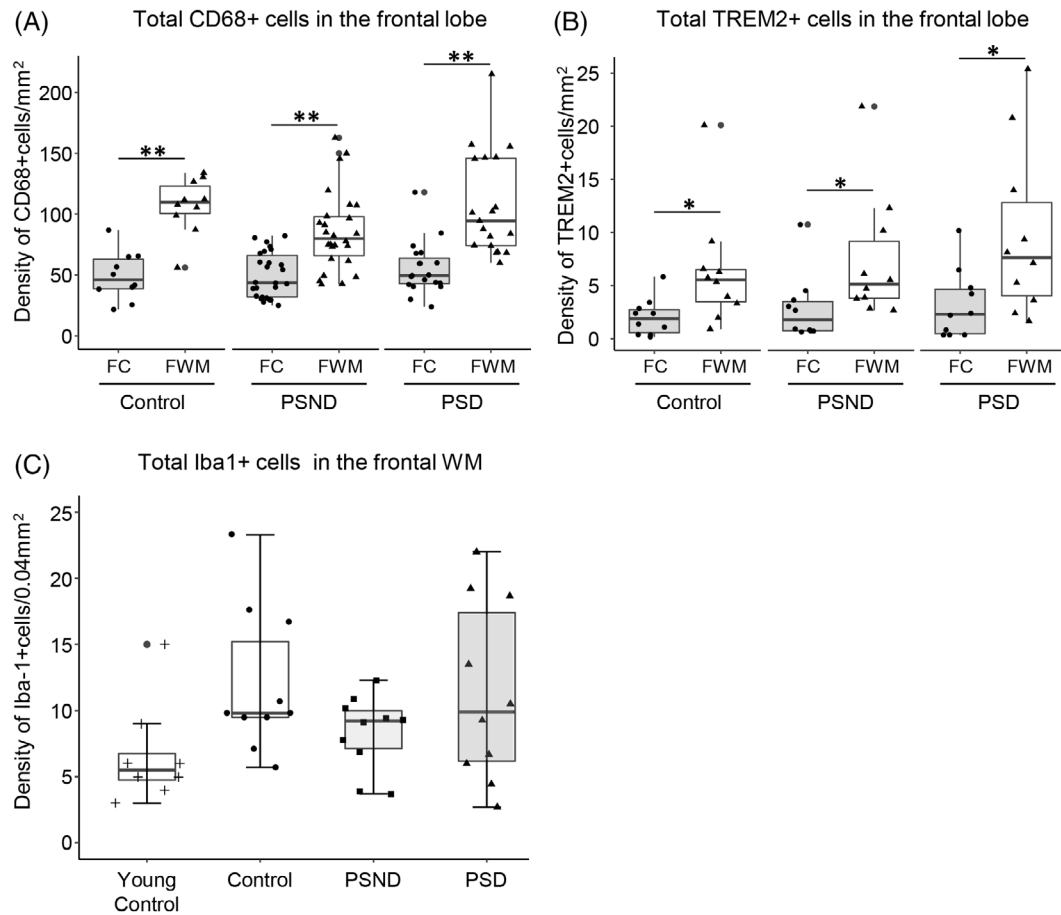 (A) Total CD68+ cells in the frontal lobe
Density of CD68+cells/mm²
200
150
100
50
0
** ** **
FC FWM FC FWM FC FWM
Control PSND PSD
(B) Total TREM2+ cells in the frontal lobe
Density of TREM2+cells/mm²
25
20
15
10
5
0
* * *
FC FWM FC FWM FC FWM
Control PSND PSD
(C) Total Iba1+ cells in the frontal WM
Density of Iba-1+cells/0.04mm²
25
20
15
10
5
0
Young Control PSND PSD
Control